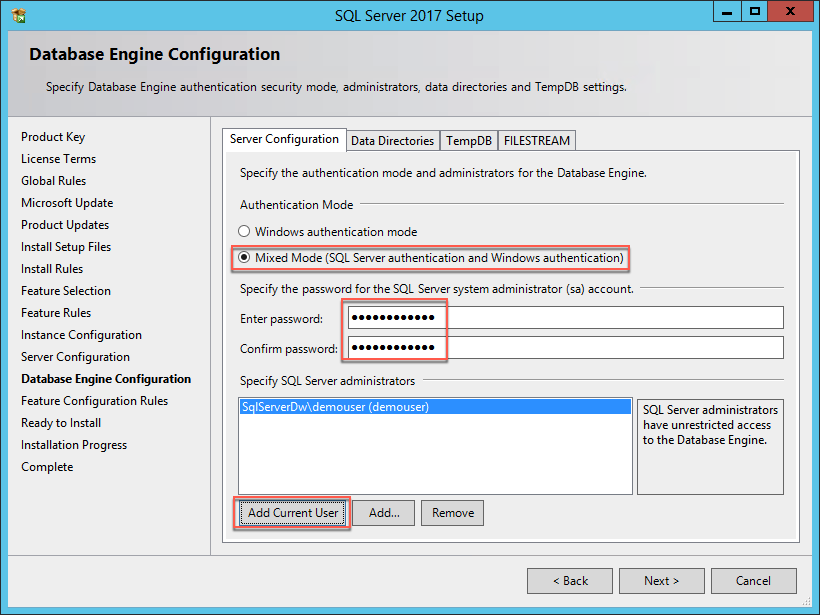 SQL Server 2017 Setup
Database Engine Configuration
Specify Database Engine authentication security mode, administrators, data directories and TempDB settings.
Product Key
License Terms
Global Rules
Microsoft Update
Product Updates
Install Setup Files
Install Rules
Feature Selection
Feature Rules
Instance Configuration
Server Configuration
Database Engine Configuration
Feature Configuration Rules
Ready to Install
Installation Progress
Complete
Server Configuration Data Directories TempDB FILESTREAM
Specify the authentication mode and administrators for the Database Engine.
Authentication Mode
Windows authentication mode
Mixed Mode (SQL Server authentication and Windows authentication)
Specify the password for the SQL Server system administrator (sa) account.
Enter password: ●●●●●●●●●●●●
Confirm password: ●●●●●●●●●●●●
Specify SQL Server administrators
SqlServerDw\demouser (demouser)
SQL Server administrators
have unrestricted access
to the Database Engine.
Add Current User Add... Remove
< Back Next > Cancel